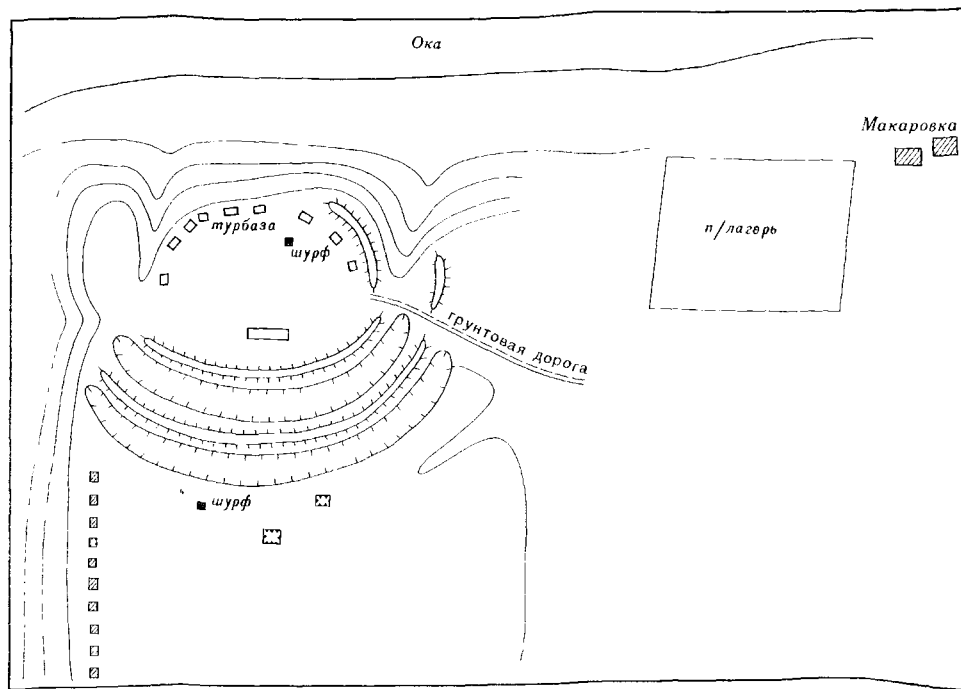 Ока
Макаровка
п/лагерь
турбаза
шурф
грунтовая дорога
шурф